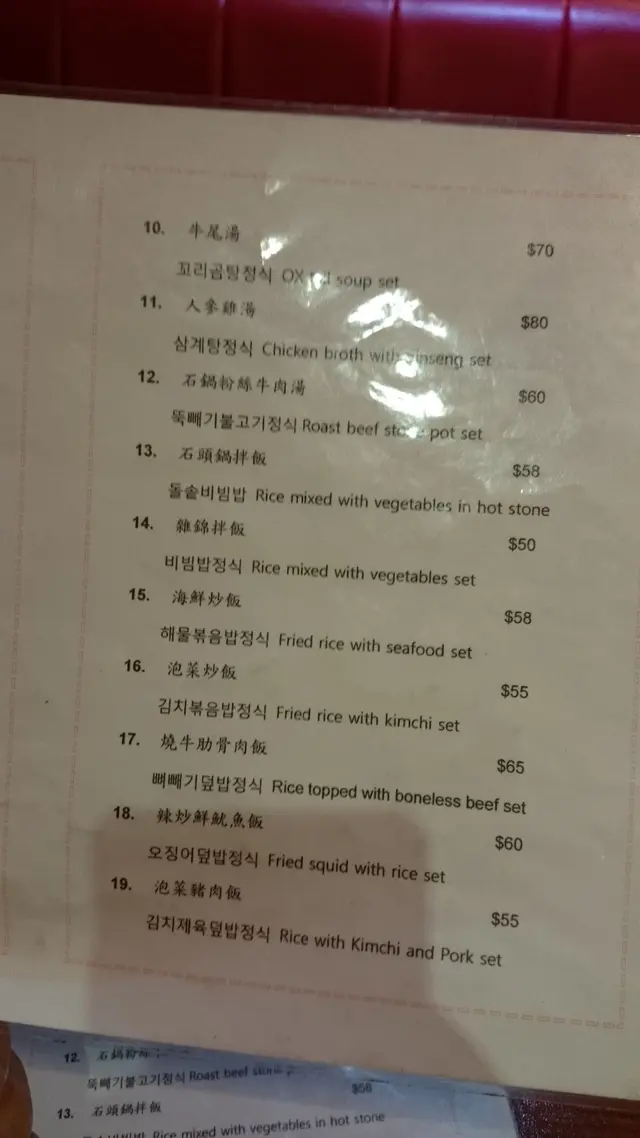 10. 牛尾湯 $70
꼬리곰탕정식 OX soup set
11. 人參雞湯 $80
삼계탕정식 Chicken broth with ginseng set
12. 石鍋粉絲牛肉湯 $60
뚝빼기불고기정식 Roast beef stone pot set
13. 石頭鍋拌飯 $58
돌솥비빔밥 Rice mixed with vegetables in hot stone
14. 雜錦拌飯 $50
비빔밥정식 Rice mixed with vegetables set
15. 海鮮炒飯 $58
해물볶음밥정식 Fried rice with seafood set
16. 泡菜炒飯 $55
김치볶음밥정식 Fried rice with kimchi set
17. 燒牛肋骨肉飯 $65
뼈빼기덮밥정식 Rice topped with boneless beef set
18. 辣炒鮮魷魚飯 $60
오징어덮밥정식 Fried squid with rice set
19. 泡菜豬肉飯 $55
김치제육덮밥정식 Rice with Kimchi and Pork set
12. 石鍋粉絲
뚝빼기불고기정식 Roast beef
13. 石頭鍋拌飯
Rice mixed with vegetables in hot stone